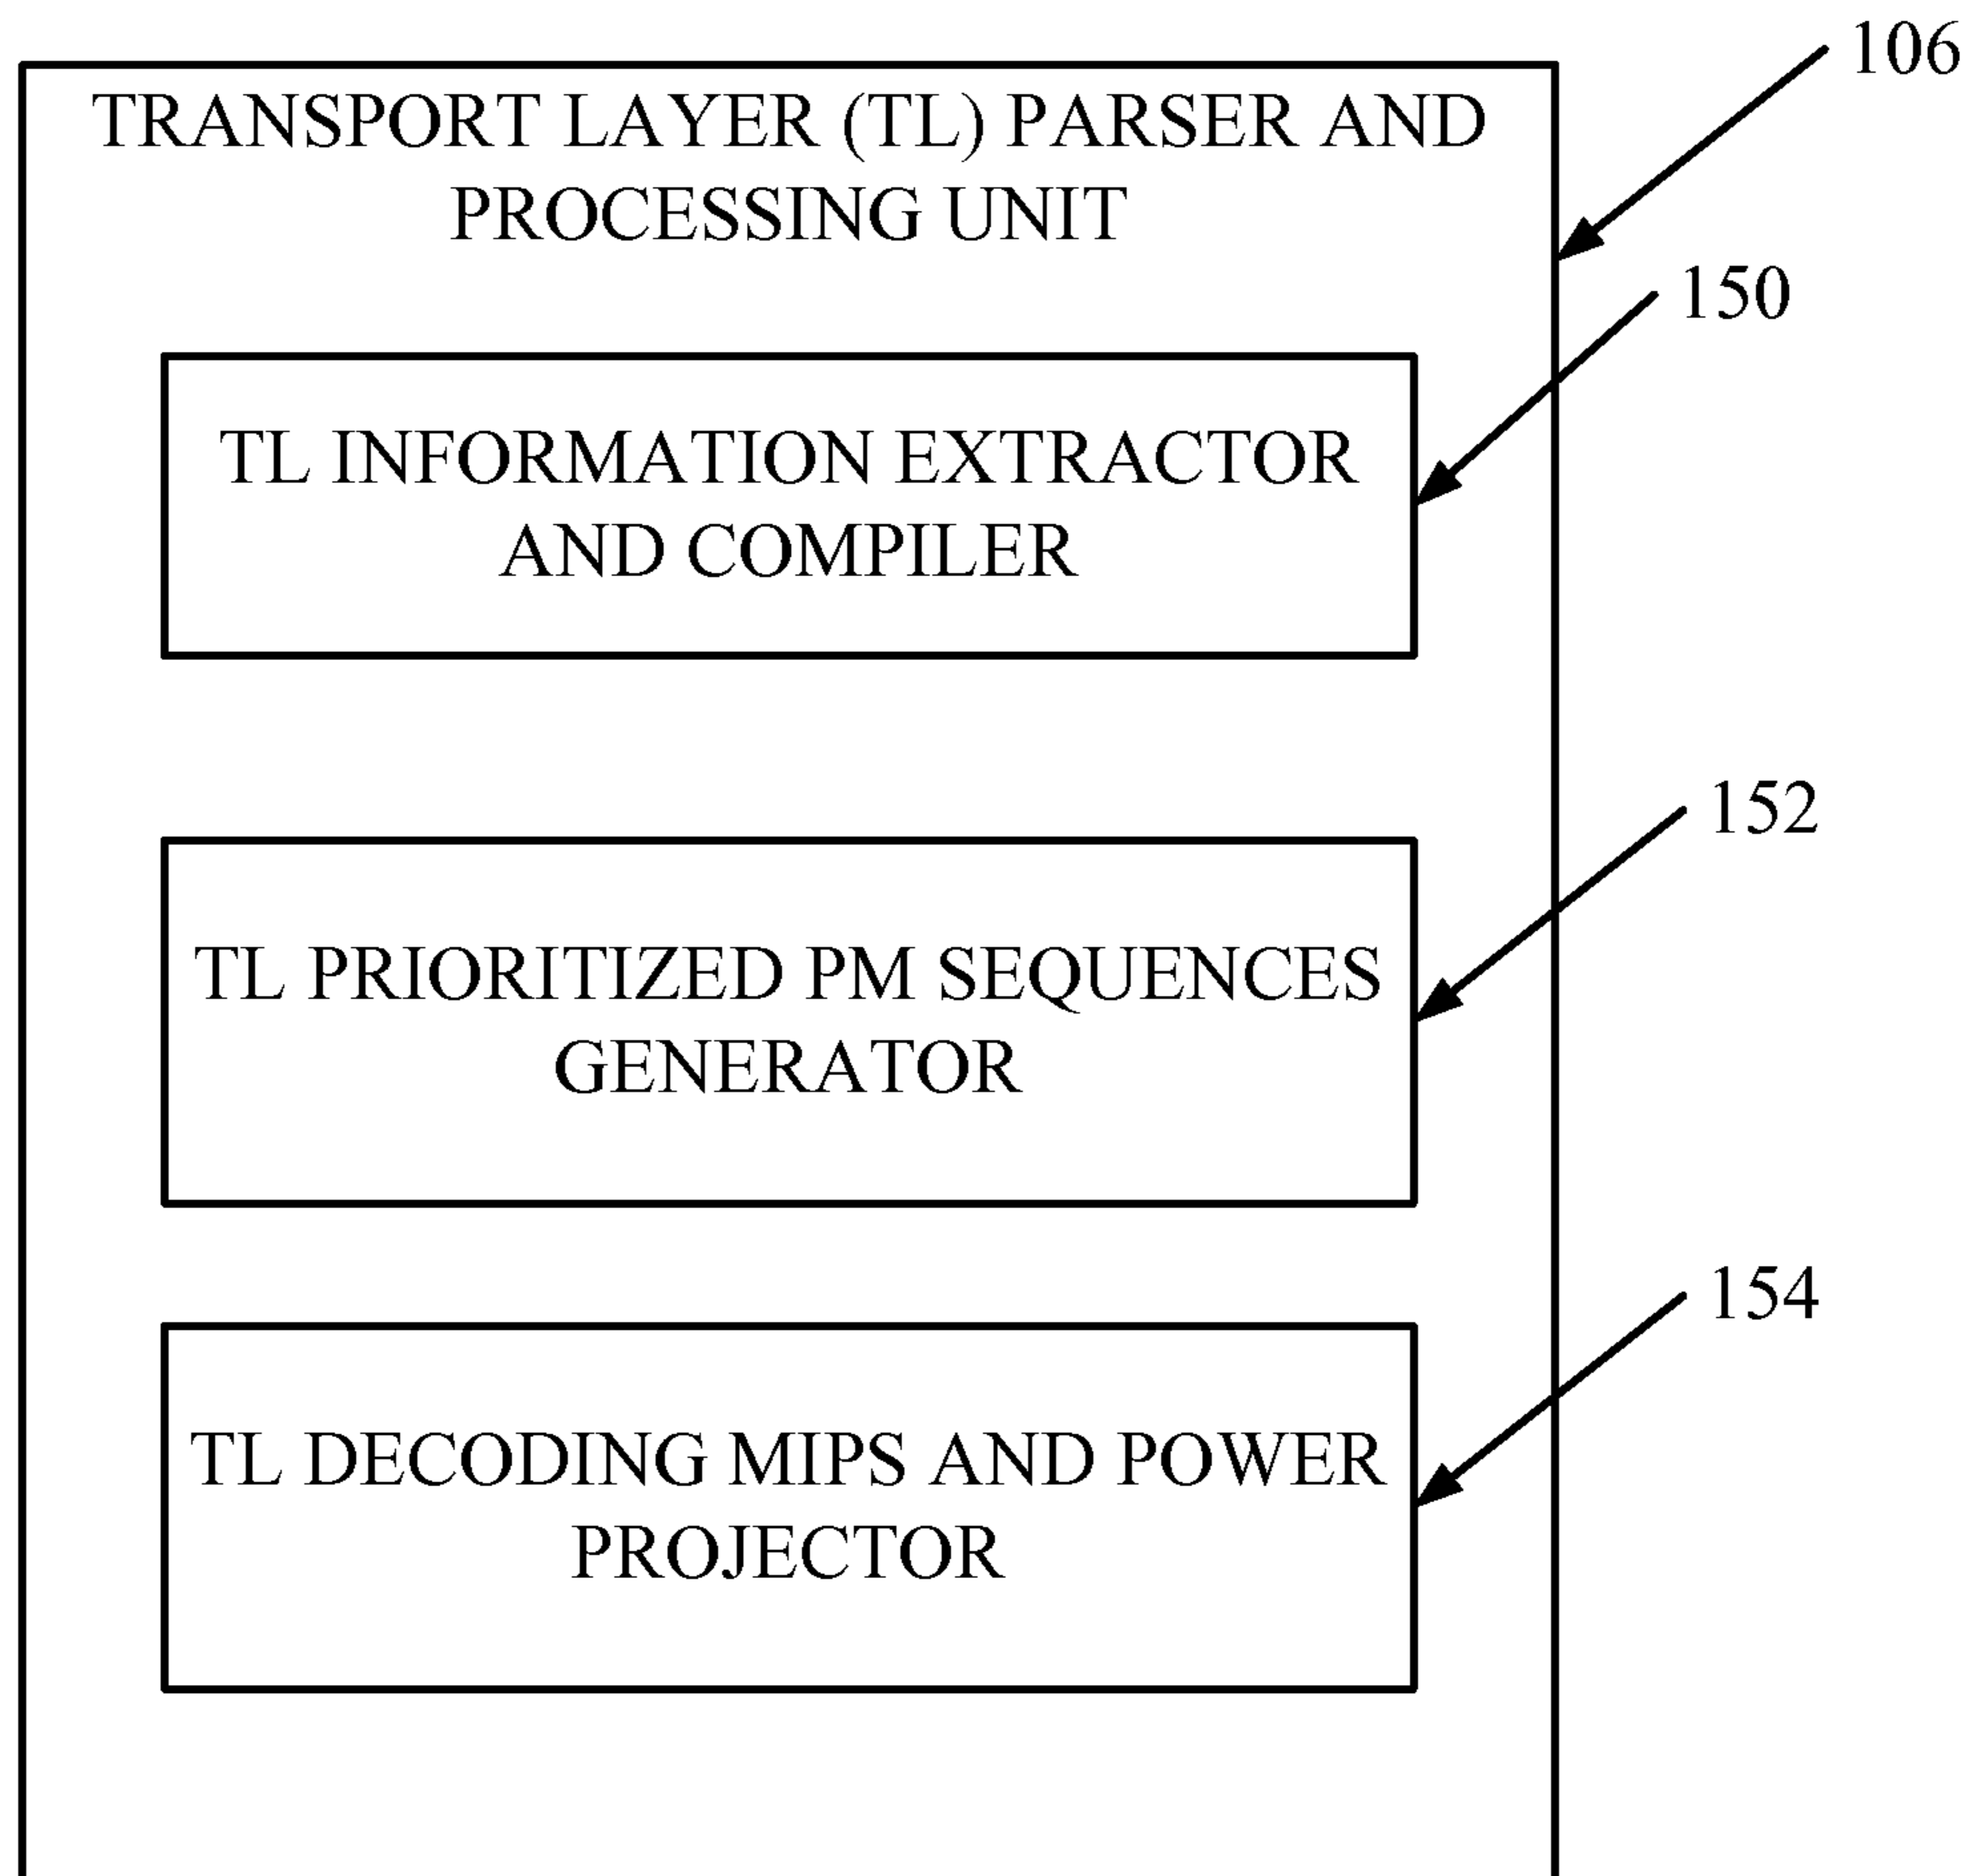 106
TRANSPORT LAYER (TL) PARSER AND
PROCESSING UNIT
150
TL INFORMATION EXTRACTOR
AND COMPILER
152
TL PRIORITIZED PM SEQUENCES
GENERATOR
154
TL DECODING MIPS AND POWER
PROJECTOR